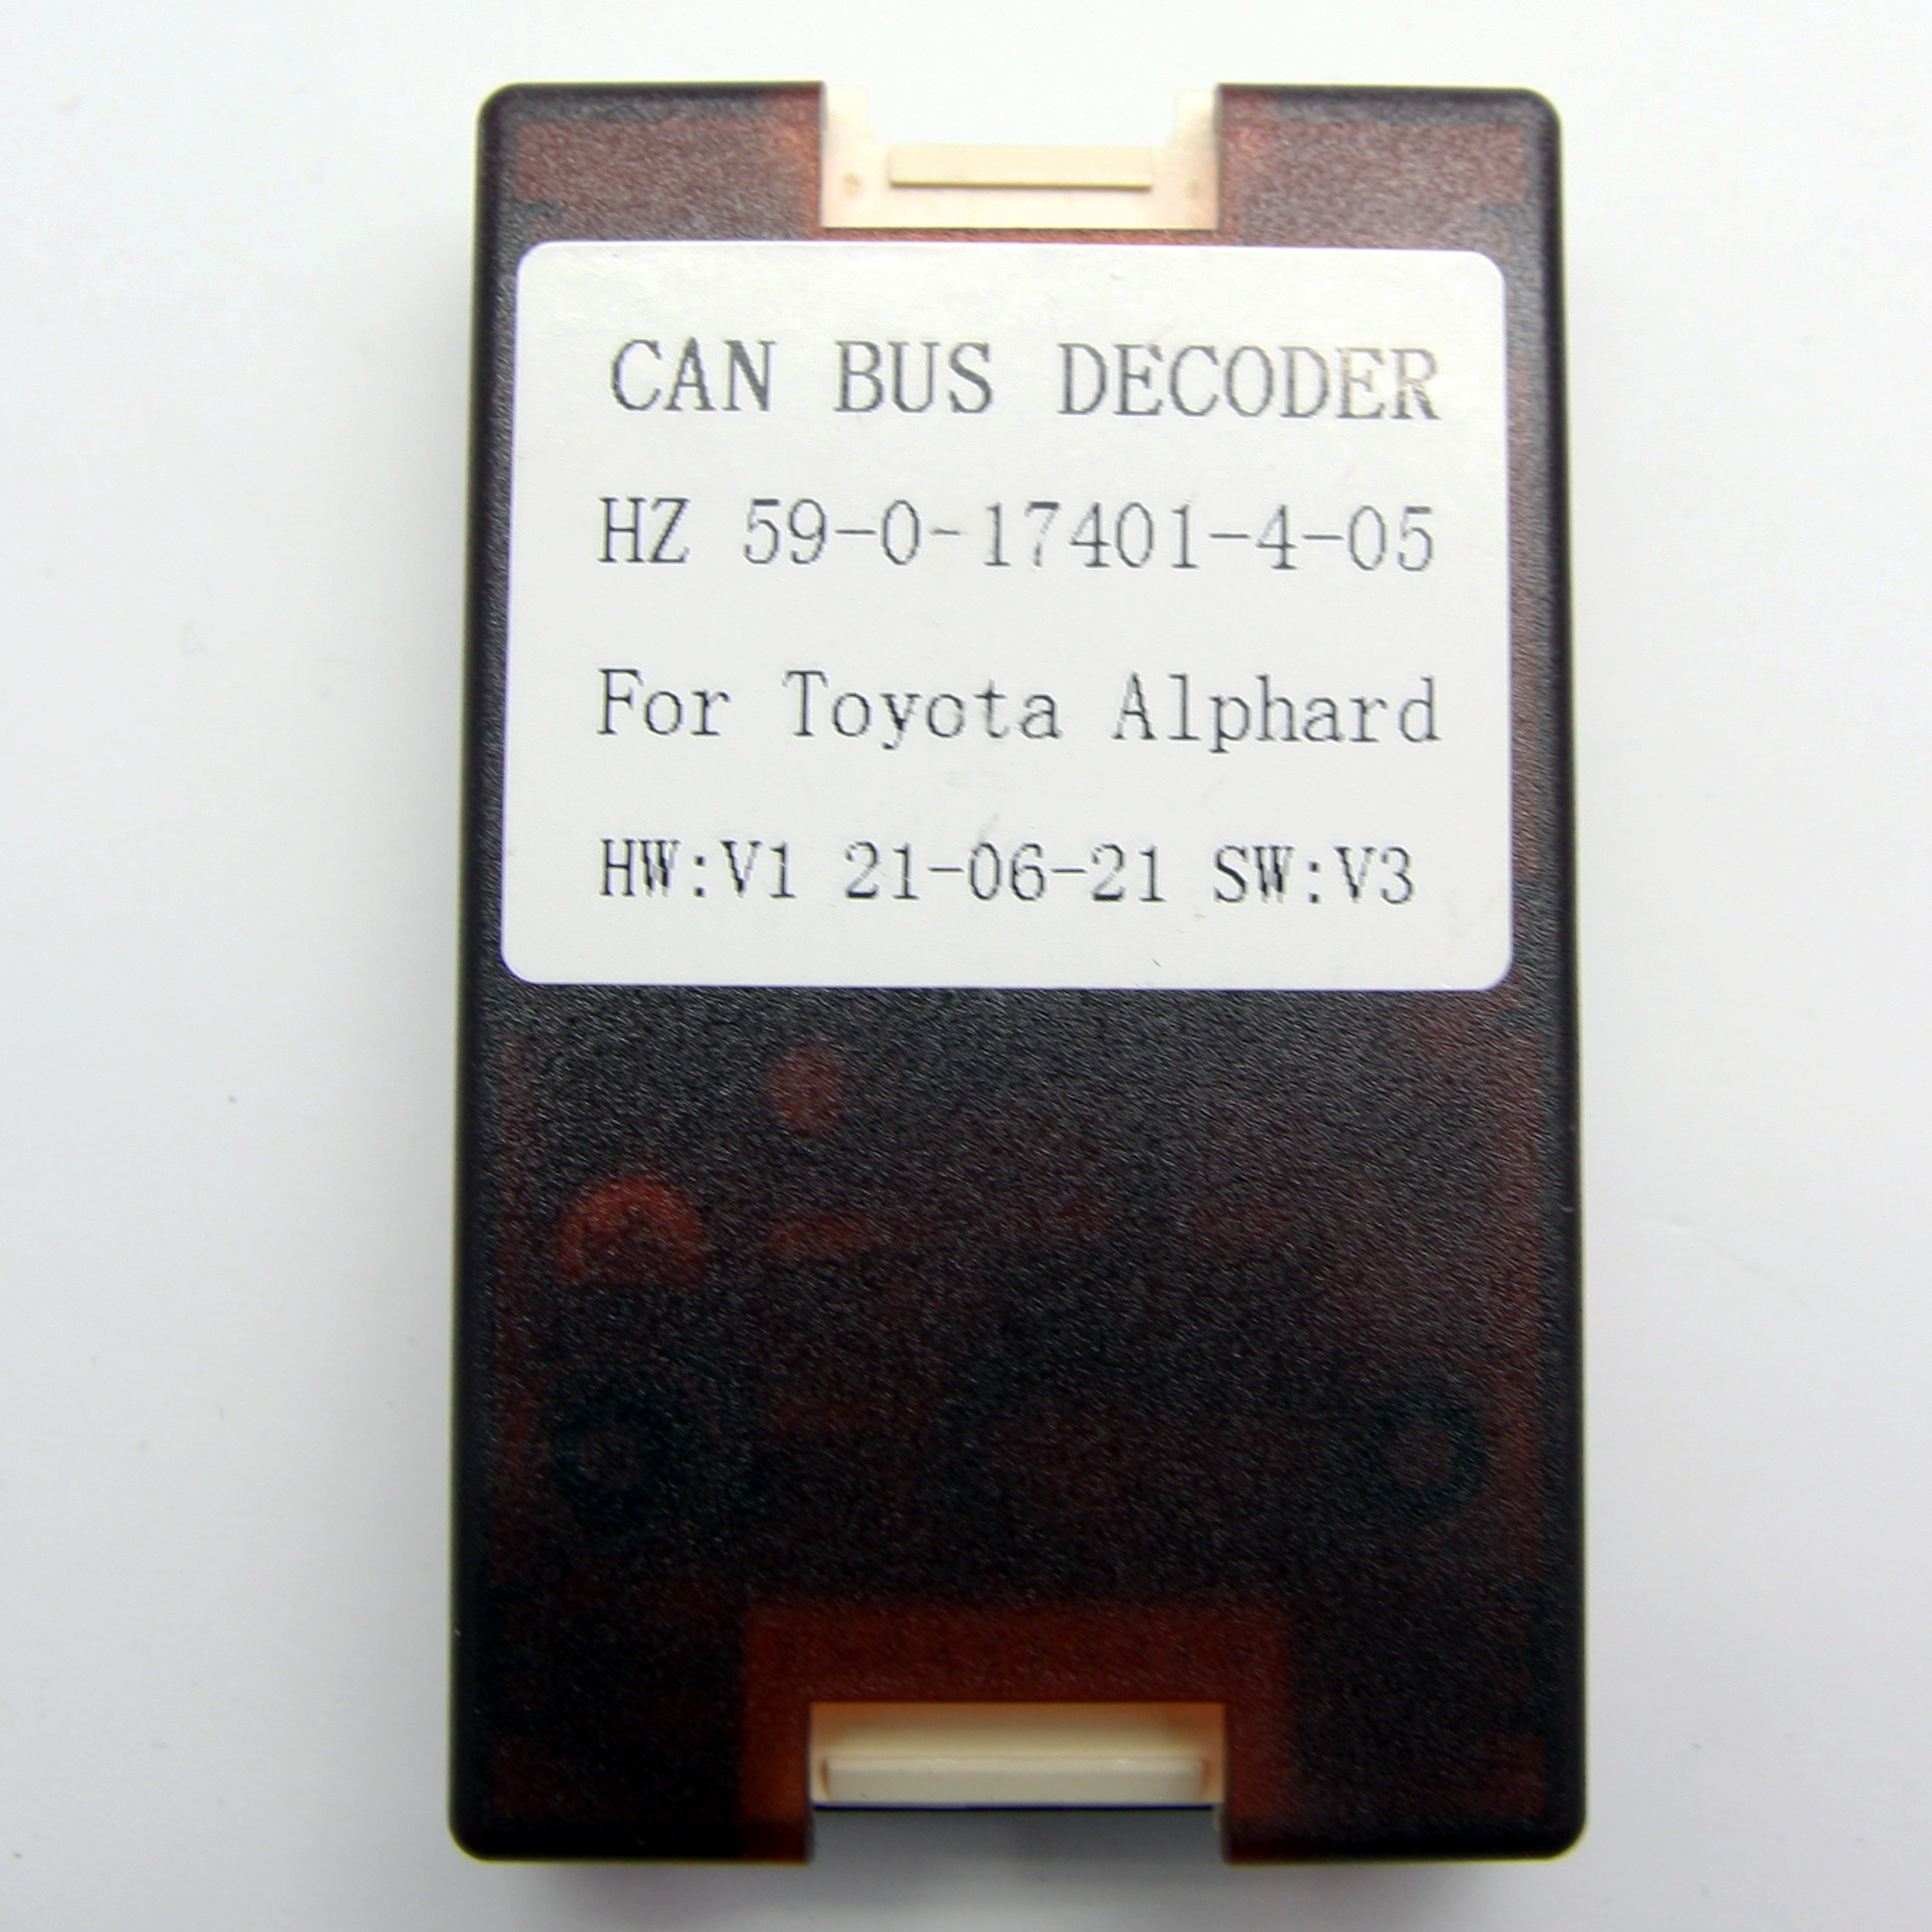 CAN BUS DECODER
HZ 59-0-17401-4-05
For Toyota Alphard
HW:V1 21-06-21 SW:V3